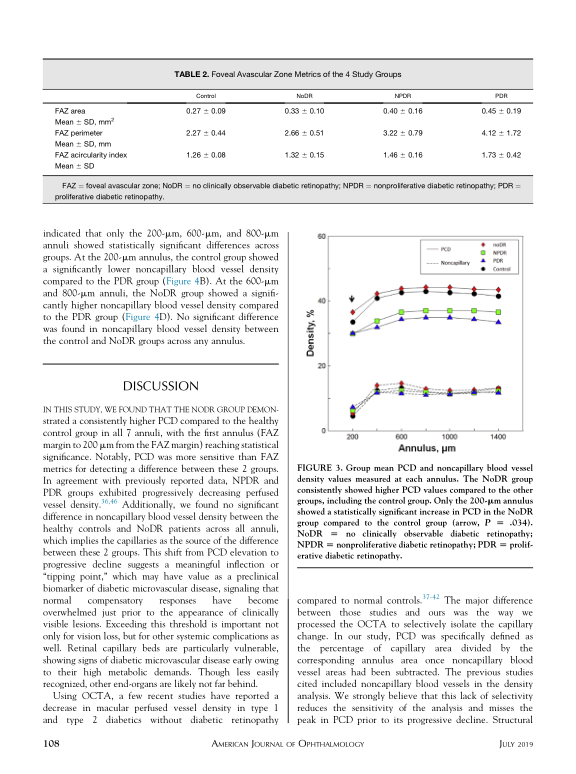 TABLE 2. Foveal Avascular Zone Metrics of the 4 Study Groups
Control NoDR NPDR PDR
FAZ area 0.27 ± 0.09 0.33 ± 0.10 0.40 ± 0.16 0.45 ± 0.19
Mean ± SD, mm²
FAZ perimeter 2.27 ± 0.44 2.66 ± 0.51 3.22 ± 0.79 4.12 ± 1.72
Mean ± SD, mm
FAZ acircularity index 1.26 ± 0.08 1.32 ± 0.15 1.46 ± 0.16 1.73 ± 0.42
Mean ± SD
FAZ = foveal avascular zone; NoDR = no clinically observable diabetic retinopathy; NPDR = nonproliferative diabetic retinopathy; PDR =
proliferative diabetic retinopathy.
indicated that only the 200-μm, 600-μm, and 800-μm
annuli showed statistically significant differences across
groups. At the 200-μm annulus, the control group showed
a significantly lower noncapillary blood vessel density
compared to the PDR group (Figure 4B). At the 600-μm
and 800-μm annuli, the NoDR group showed a signifi-
cantly higher noncapillary blood vessel density compared
to the PDR group (Figure 4D). No significant difference
was found in noncapillary blood vessel density between
the control and NoDR groups across any annulus.
DISCUSSION
IN THIS STUDY, WE FOUND THAT THE NODR GROUP DEMON-
strated a consistently higher PCD compared to the healthy
control group in all 7 annuli, with the first annulus (FAZ
margin to 200 μm from the FAZ margin) reaching statistical
significance. Notably, PCD was more sensitive than FAZ
metrics for detecting a difference between these 2 groups.
In agreement with previously reported data, NPDR and
PDR groups exhibited progressively decreasing perfused
vessel density.36,46 Additionally, we found no significant
difference in noncapillary blood vessel density between the
healthy controls and NoDR patients across all annuli,
which implies the capillaries as the source of the difference
between these 2 groups. This shift from PCD elevation to
progressive decline suggests a meaningful inflection or
“tipping point,” which may have value as a preclinical
biomarker of diabetic microvascular disease, signaling that
normal compensatory responses have become
overwhelmed just prior to the appearance of clinically
visible lesions. Exceeding this threshold is important not
only for vision loss, but for other systemic complications as
well. Retinal capillary beds are particularly vulnerable,
showing signs of diabetic microvascular disease early owing
to their high metabolic demands. Though less easily
recognized, other end-organs are likely not far behind.
Using OCTA, a few recent studies have reported a
decrease in macular perfused vessel density in type 1
and type 2 diabetics without diabetic retinopathy
60
40
20
0
Density, %
PCD
Noncapillary
noDR
NPDR
PDR
Control
200 600 1000 1400
Annulus, μm
FIGURE 3. Group mean PCD and noncapillary blood vessel
density values measured at each annulus. The NoDR group
consistently showed higher PCD values compared to the other
groups, including the control group. Only the 200-μm annulus
showed a statistically significant increase in PCD in the NoDR
group compared to the control group (arrow, P = .034).
NoDR = no clinically observable diabetic retinopathy;
NPDR = nonproliferative diabetic retinopathy; PDR = prolif-
erative diabetic retinopathy.
compared to normal controls.37-42 The major difference
between those studies and ours was the way we
processed the OCTA to selectively isolate the capillary
change. In our study, PCD was specifically defined as
the percentage of capillary area divided by the
corresponding annulus area once noncapillary blood
vessel areas had been subtracted. The previous studies
cited included noncapillary blood vessels in the density
analysis. We strongly believe that this lack of selectivity
reduces the sensitivity of the analysis and misses the
peak in PCD prior to its progressive decline. Structural
108 AMERICAN JOURNAL OF OPHTHALMOLOGY JULY 2019